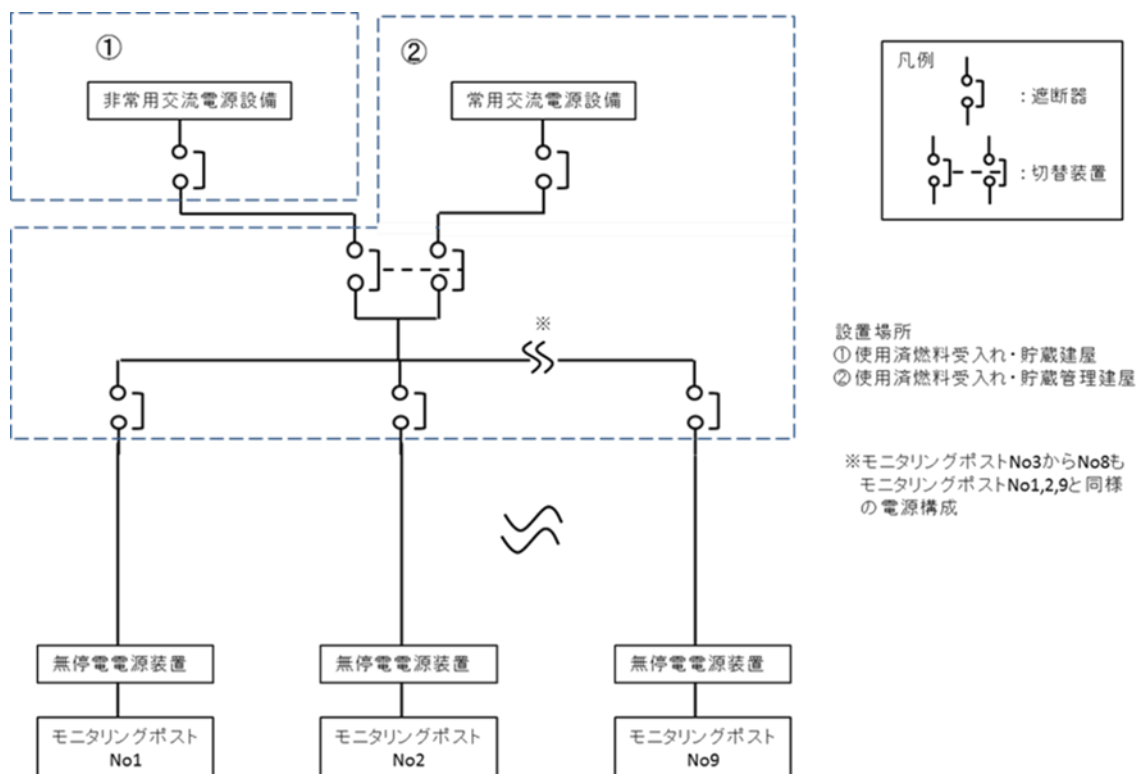 ①
②
非常用交流電源設備
常用交流電源設備
凡例
:遮断器
:切替装置
※
設置場所
①使用済燃料受入れ・貯蔵建屋
②使用済燃料受入れ・貯蔵管理建屋
※モニタリングポストNo3からNo8も
モニタリングポストNo1,2,9と同様
の電源構成
無停電電源装置
無停電電源装置
無停電電源装置
モニタリングポスト
No1
モニタリングポスト
No2
モニタリングポスト
No9